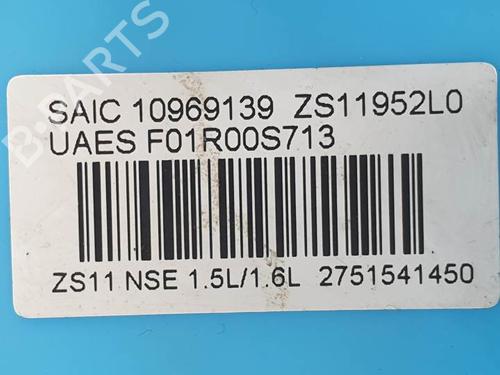 B-PARTS
SAIC 10969139 ZS11952L0
UAES F01R00S713
ZS11 NSE 1.5L/1.6L 2751541450